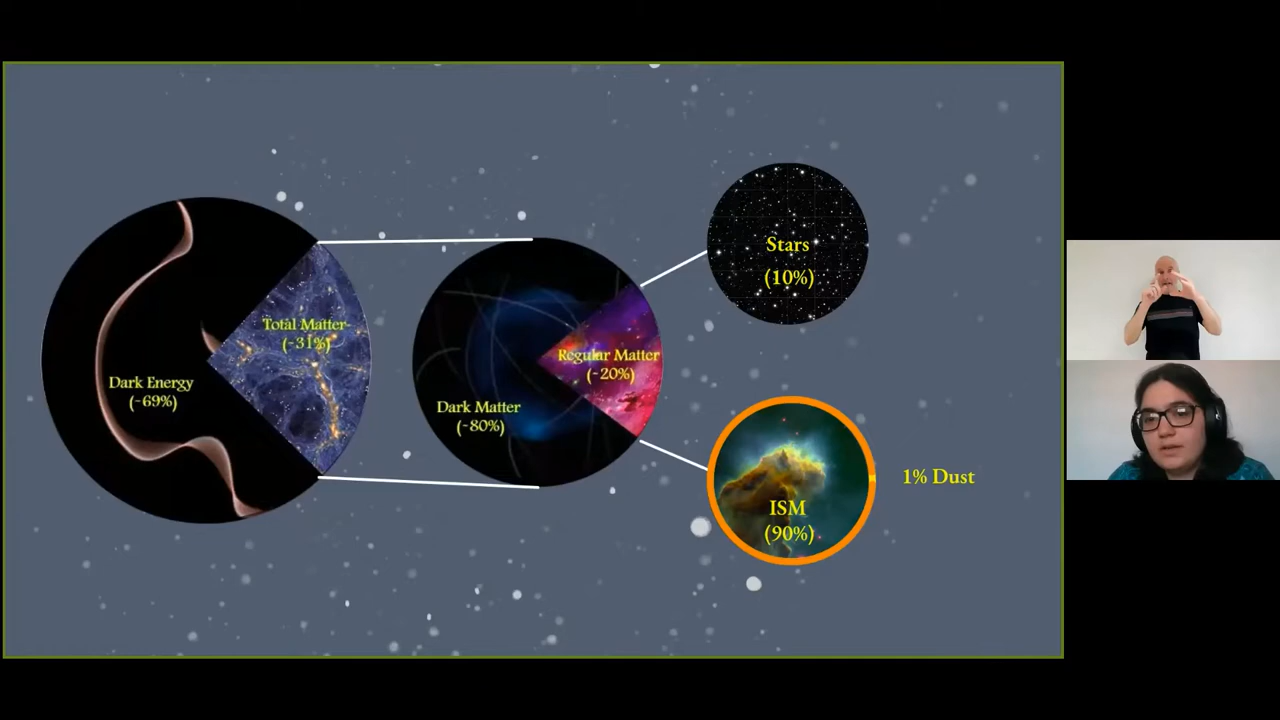 Dark Energy
(~69%)
Total Matter
(~31%)
Dark Matter
(~80%)
Regular Matter
(~20%)
Stars
(10%)
ISM
(90%)
1% Dust